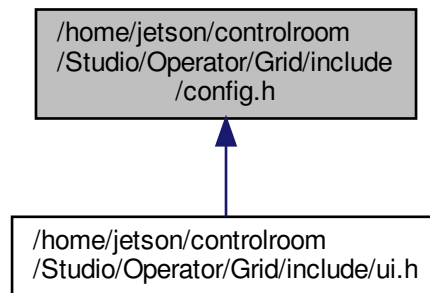 /home/jetson/controlroom
/Studio/Operator/Grid/include
/config.h
/home/jetson/controlroom
/Studio/Operator/Grid/include/ui.h